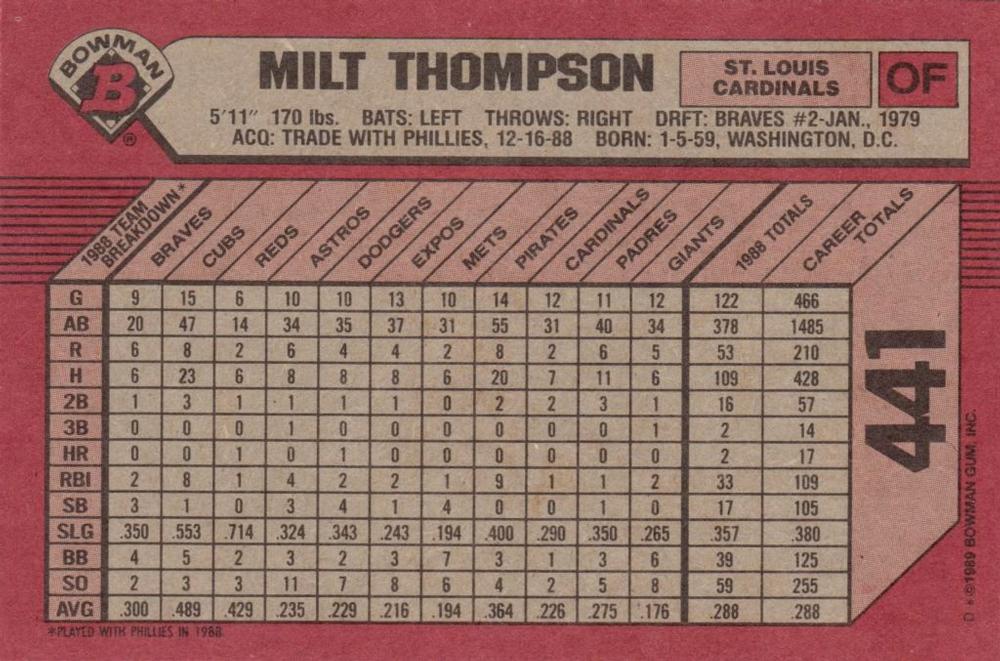 BOWMAN
B
®
MILT THOMPSON
ST. LOUIS
CARDINALS
OF
5'11" 170 lbs. BATS: LEFT THROWS: RIGHT DRFT: BRAVES #2-JAN., 1979
ACQ: TRADE WITH PHILLIES, 12-16-88 BORN: 1-5-59, WASHINGTON, D.C.
1988 TEAM BREAKDOWN* BRAVES CUBS REDS ASTROS DODGERS EXPOS METS PIRATES CARDINALS PADRES GIANTS 1988 TOTALS CAREER TOTALS
G 9 15 6 10 10 13 10 14 12 11 12 122 466
AB 20 47 14 34 35 37 31 55 31 40 34 378 1485
R 6 8 2 6 4 4 2 8 2 6 5 53 210
H 6 23 6 8 8 8 6 20 7 11 6 109 428
2B 1 3 1 1 1 1 0 2 2 3 1 16 57
3B 0 0 0 1 0 0 0 0 0 0 1 2 14
HR 0 0 1 0 1 0 0 0 0 0 0 2 17
RBI 2 8 1 4 2 2 1 9 1 1 2 33 109
SB 3 1 0 3 4 1 4 0 0 1 0 17 105
SLG .350 .553 .714 .324 .343 .243 .194 .400 .290 .350 .265 .357 .380
BB 4 5 2 3 2 3 7 3 1 3 6 39 125
SO 2 3 3 11 7 8 6 4 2 5 8 59 255
AVG .300 .489 .429 .235 .229 .216 .194 .364 .226 .275 .176 .288 .288
*PLAYED WITH PHILLIES IN 1988
441
D * ©1989 BOWMAN GUM, INC.